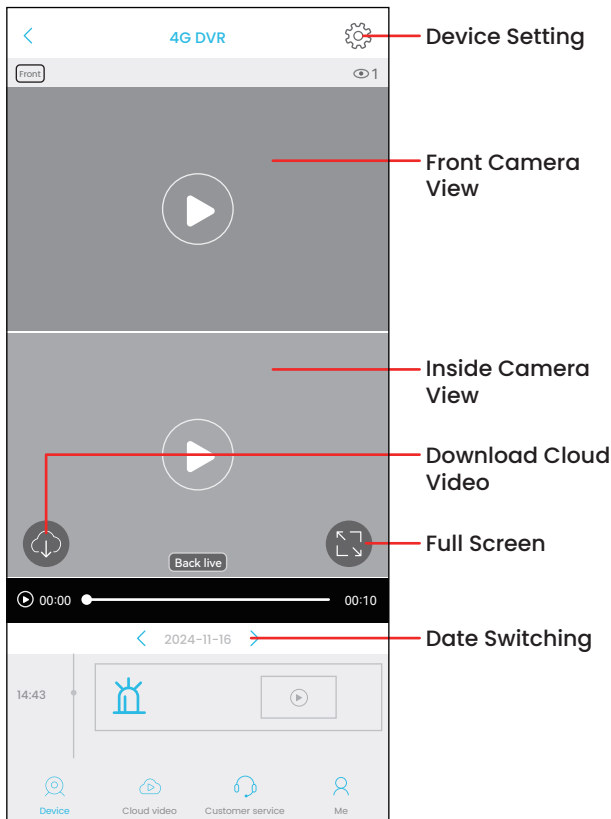 4G DVR
Device Setting
Front
1
Front Camera
View
Inside Camera
View
Download Cloud
Video
Full Screen
Back live
00:00
00:10
2024-11-16
Date Switching
14:43
Device
Cloud video
Customer service
Me